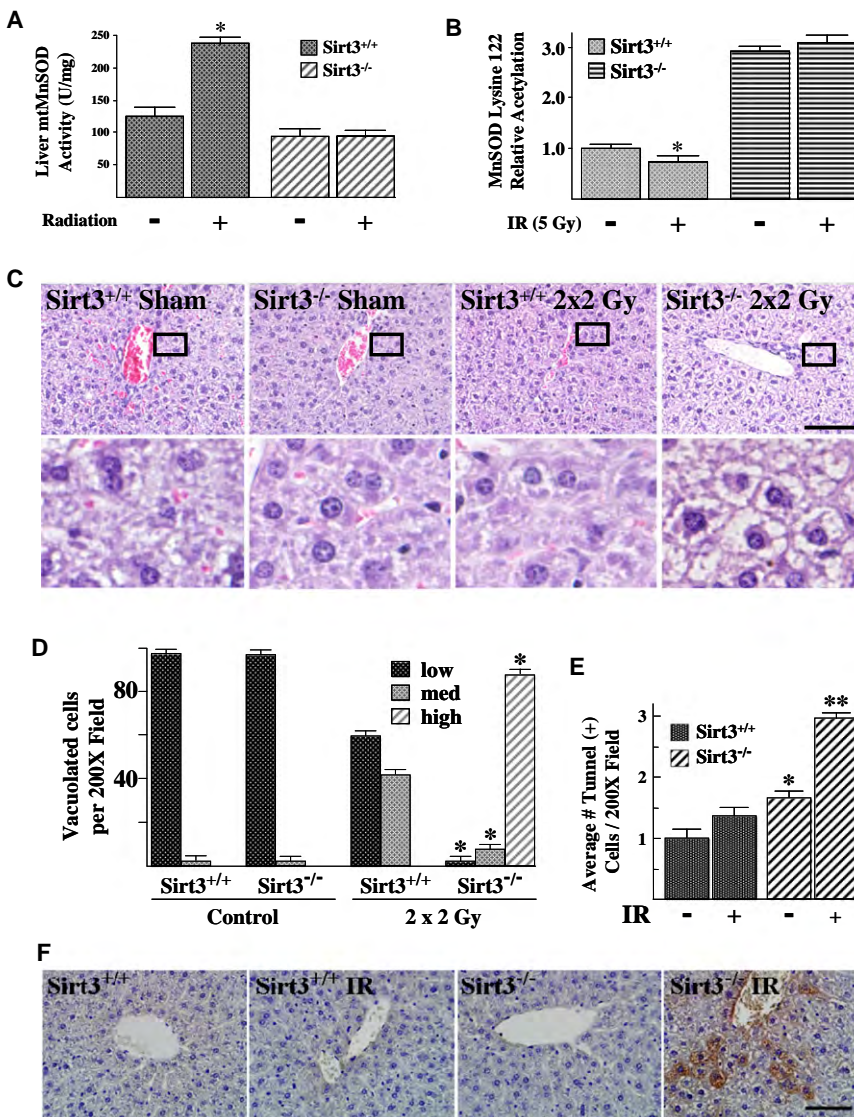 A
Liver mtMnSOD
Activity (U/mg)
250
200
150
100
50
*
Sirt3+/+
Sirt3-/-
Radiation - + - +
B
MnSOD Lysine 122
Relative Acetylation
3.0
2.0
1.0
*
Sirt3+/+
Sirt3-/-
IR (5 Gy) - + - +
C
Sirt3+/+ Sham
Sirt3-/- Sham
Sirt3+/+ 2x2 Gy
Sirt3-/- 2x2 Gy
D
Vacuolated cells
per 200X Field
80
40
low
med
high
* * *
Sirt3+/+ Sirt3-/- Sirt3+/+ Sirt3-/-
Control 2 x 2 Gy
E
Average # Tunnel (+)
Cells / 200X Field
3
2
1
Sirt3+/+
Sirt3-/-
* **
IR - + - +
F
Sirt3+/+
Sirt3+/+ IR
Sirt3-/-
Sirt3-/- IR